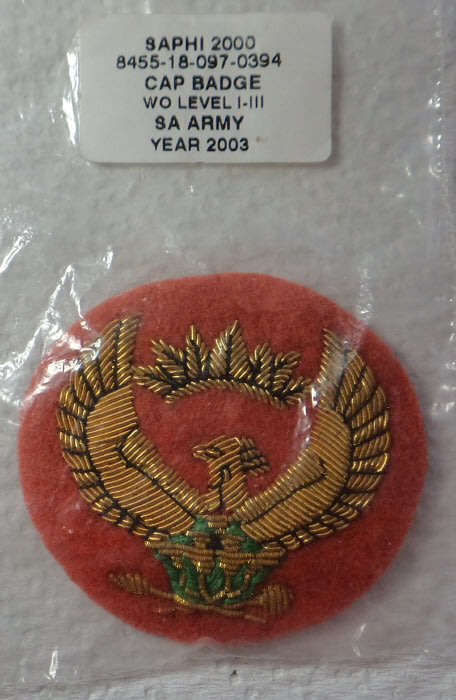 SAPHI 2000
8455-18-097-0394
CAP BADGE
WO LEVEL I-III
SA ARMY
YEAR 2003